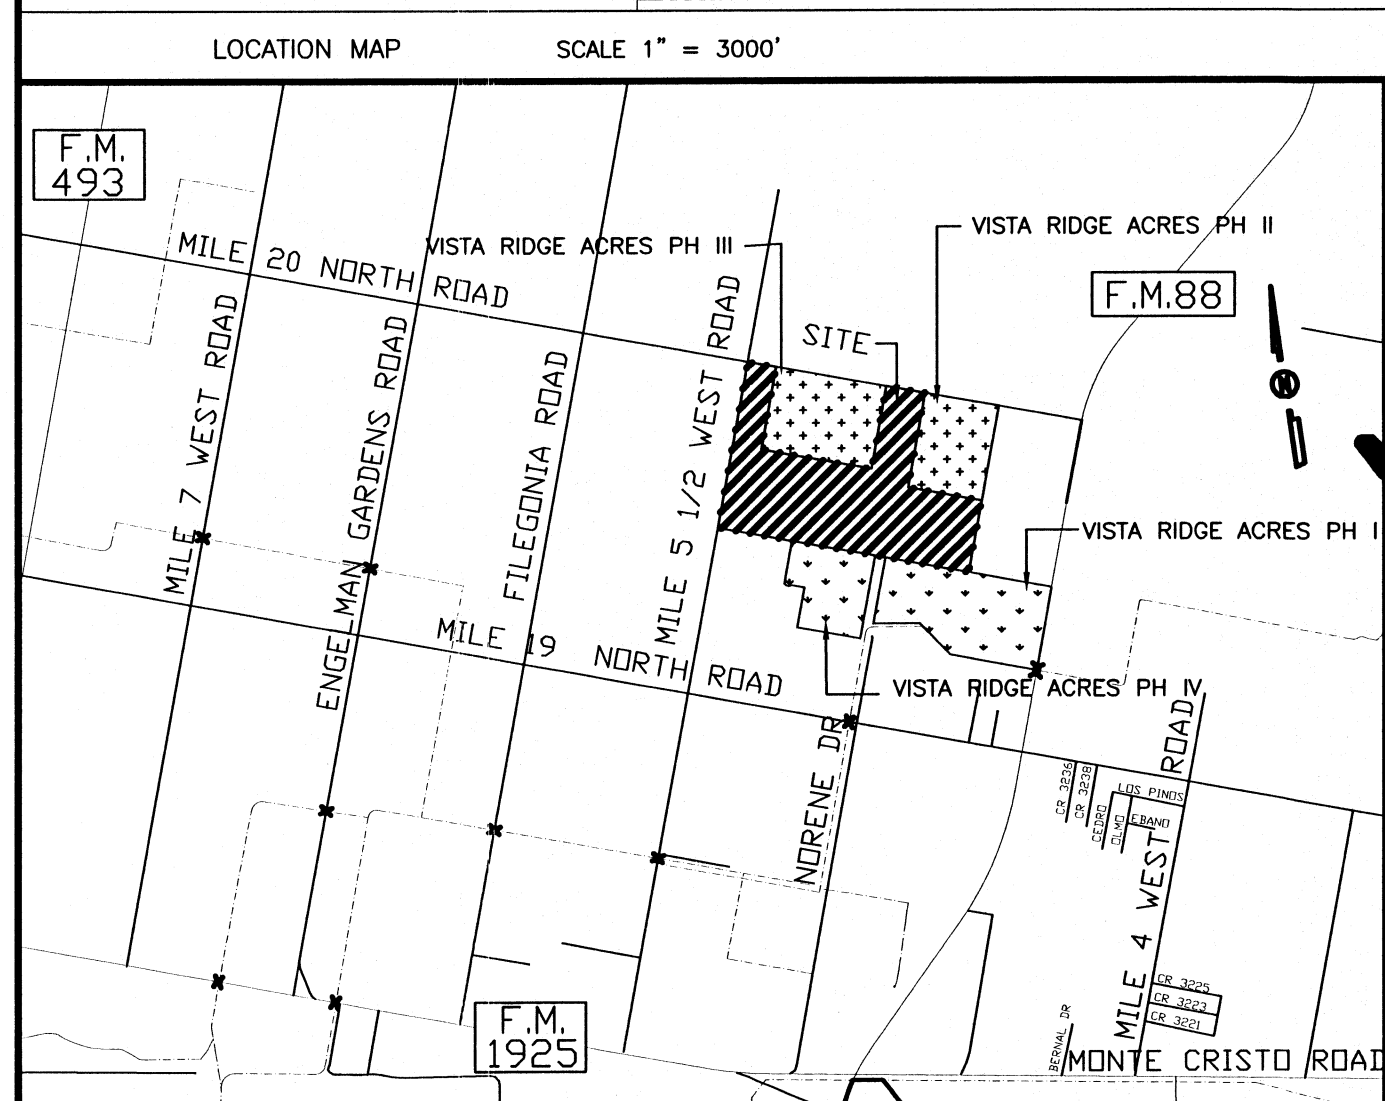 LOCATION MAP SCALE 1" = 3000'
F.M.
493
MILE 20 NORTH ROAD
VISTA RIDGE ACRES PH III
VISTA RIDGE ACRES PH II
F.M.88
SITE
N
MILE 7 WEST ROAD
ENGELMAN GARDENS ROAD
FILEGONIA ROAD
MILE 5 1/2 WEST ROAD
VISTA RIDGE ACRES PH I
MILE 19 NORTH ROAD
VISTA RIDGE ACRES PH IV
NORENE DR
CR 3236
CR 3238
CEDRO
OLMO
LOS PINOS
EBANO
MILE 4 WEST ROAD
CR 3225
CR 3223
CR 3221
BERNAL DR
F.M.
1925
MONTE CRISTO ROAD